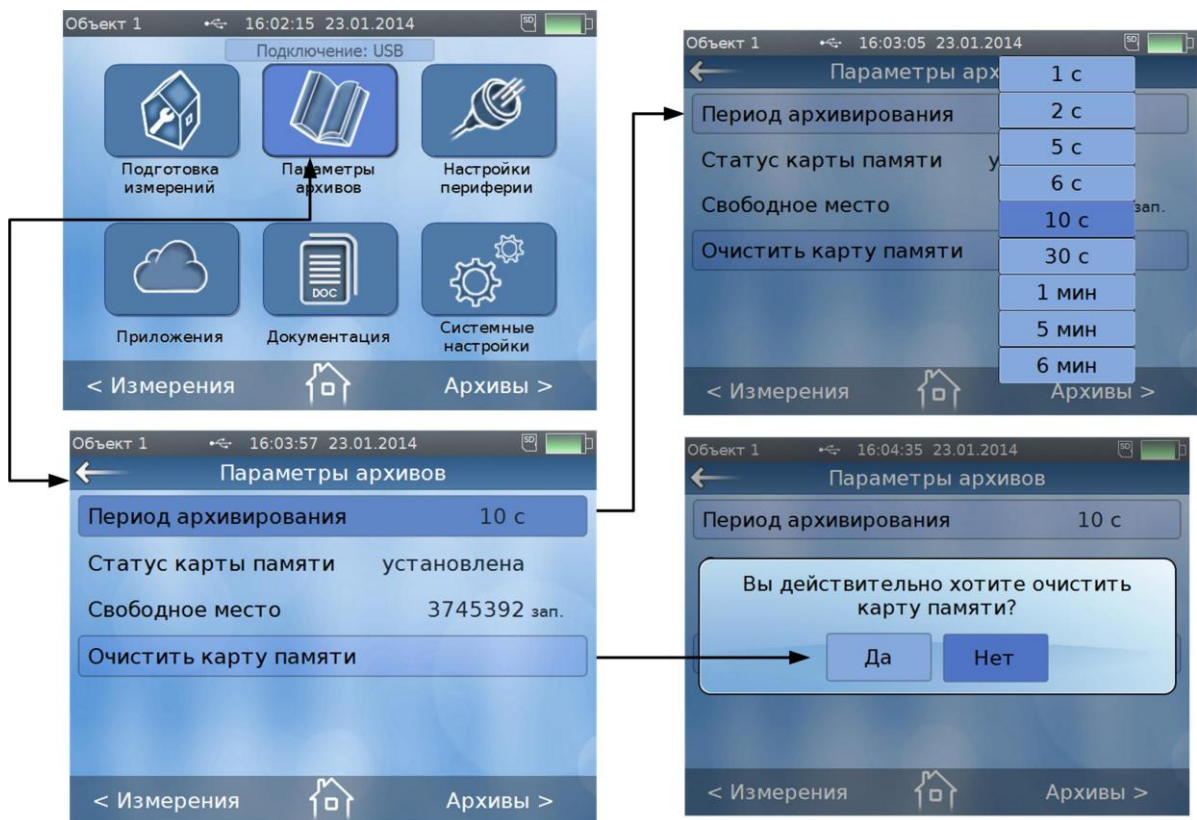 Объект 1 16:02:15 23.01.2014 SD
Подключение: USB
Подготовка
измерений
Параметры
архивов
Настройки
периферии
Приложения
DOC
Документация
Системные
настройки
< Измерения Архивы >
Объект 1 16:03:05 23.01.2014 SD
Параметры арх
Период архивирования
Статус карты памяти у
Свободное место зап.
Очистить карту памяти
1 с
2 с
5 с
6 с
10 с
30 с
1 мин
5 мин
6 мин
< Измерения Архивы >
Объект 1 16:03:57 23.01.2014 SD
Параметры архивов
Период архивирования 10 с
Статус карты памяти установлена
Свободное место 3745392 зап.
Очистить карту памяти
< Измерения Архивы >
Объект 1 16:04:35 23.01.2014 SD
Параметры архивов
Период архивирования 10 с
Вы действительно хотите очистить
карту памяти?
Да Нет
< Измерения Архивы >